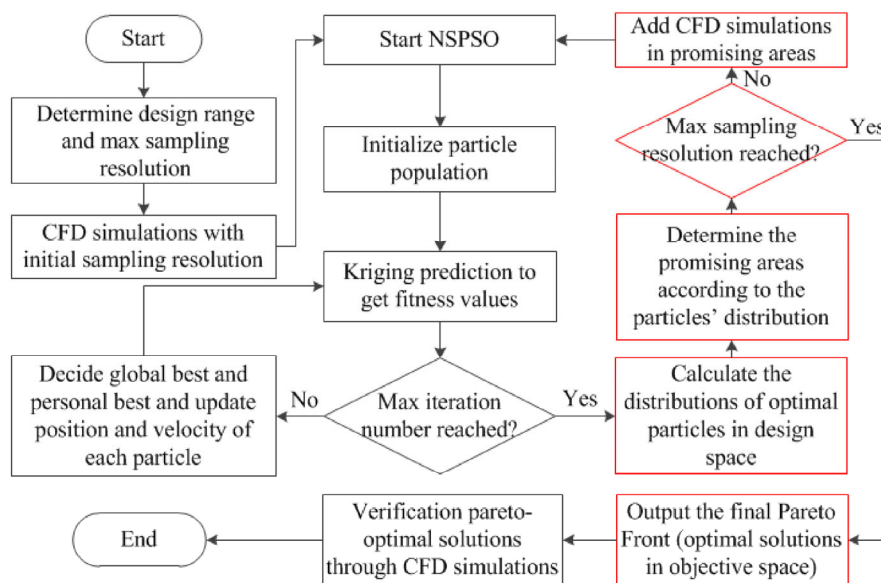 Start
Determine design range
and max sampling
resolution
CFD simulations with
initial sampling resolution
Start NSPSO
Initialize particle
population
Kriging prediction to
get fitness values
Max iteration
number reached?
No
Decide global best and
personal best and update
position and velocity of
each particle
Yes
Calculate the
distributions of optimal
particles in design
space
Determine the
promising areas
according to the
particles’ distribution
Max sampling
resolution reached?
No
Add CFD simulations
in promising areas
Yes
Output the final Pareto
Front (optimal solutions
in objective space)
Verification pareto-
optimal solutions
through CFD simulations
End